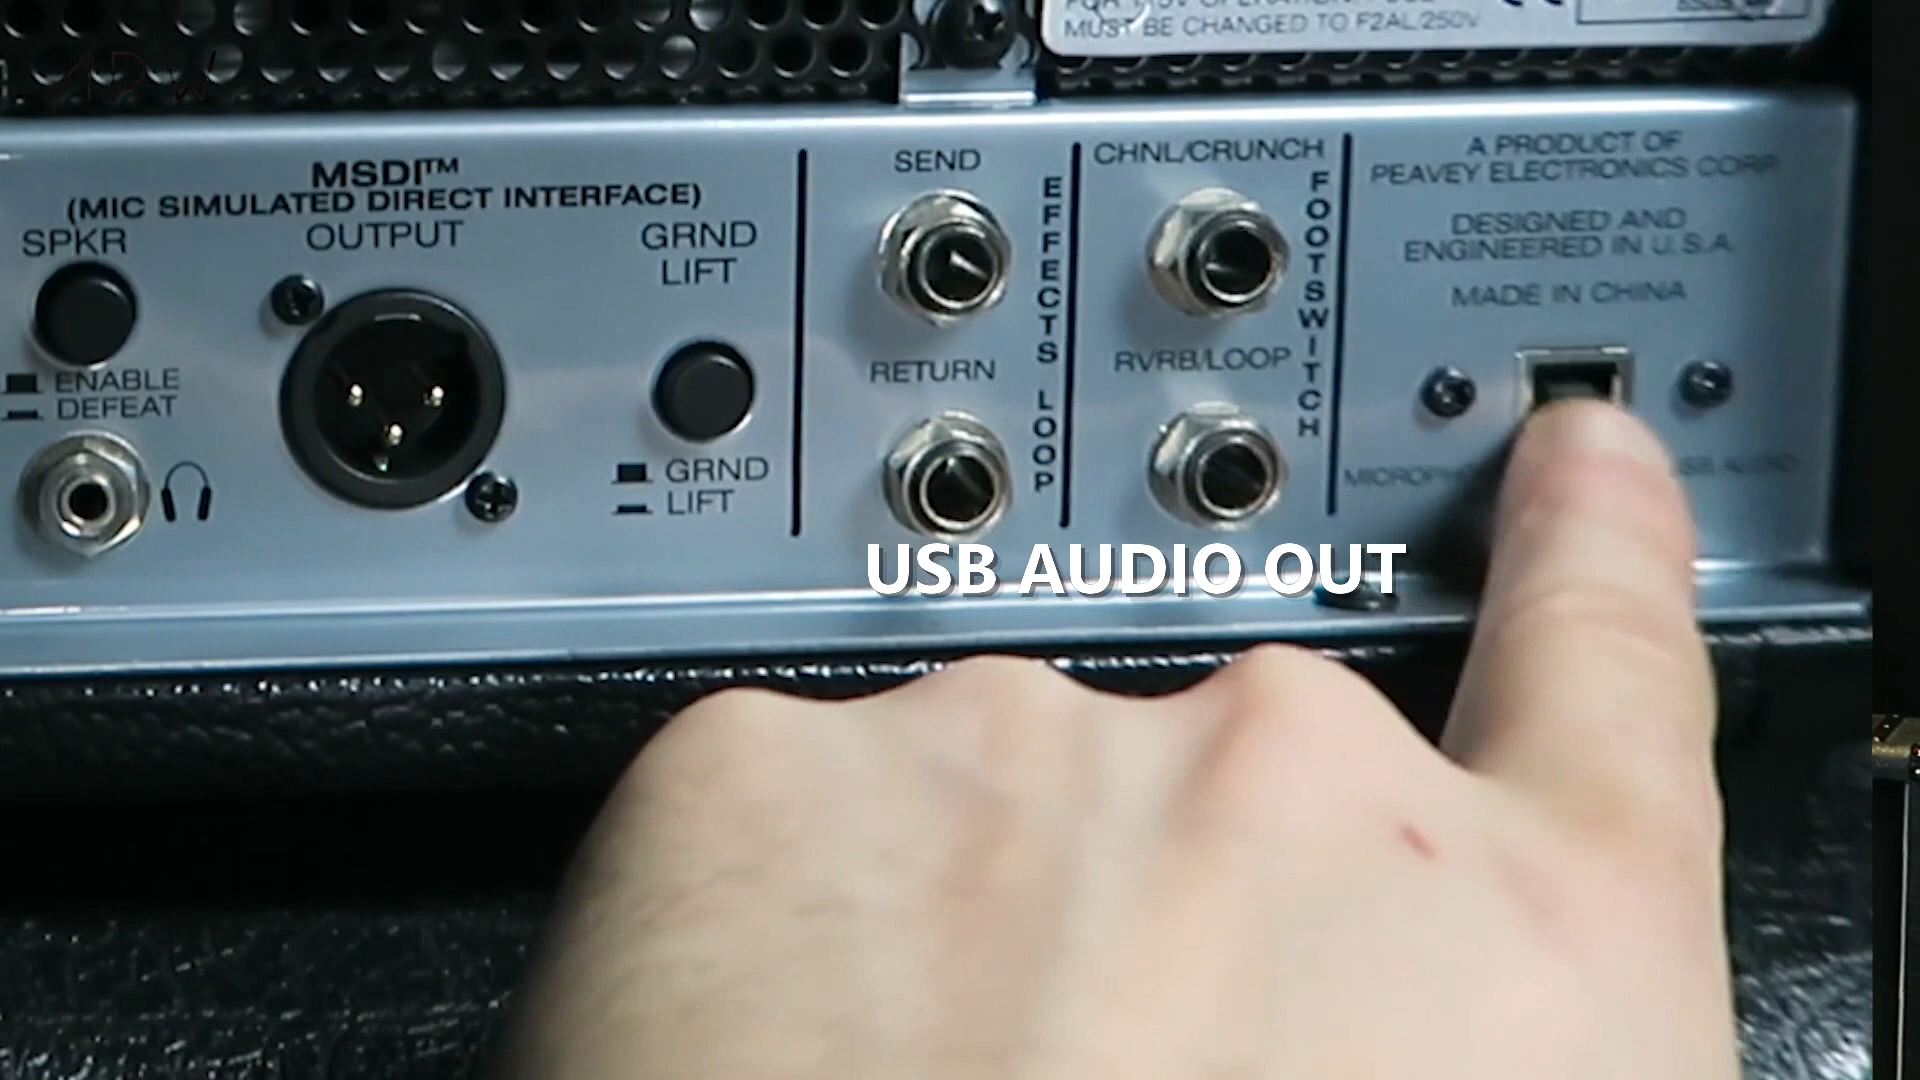 MUST BE CHANGED TO F2AL/250V
MSDI™
(MIC SIMULATED DIRECT INTERFACE)
SPKR
OUTPUT
GRND
LIFT
ENABLE
DEFEAT
GRND
LIFT
SEND
RETURN
EFFECTS LOOP
CHNL/CRUNCH
RVRB/LOOP
FOOTSWITCH
A PRODUCT OF
PEAVEY ELECTRONICS CORP.
DESIGNED AND
ENGINEERED IN U.S.A.
MADE IN CHINA
USB AUDIO
USB AUDIO OUT